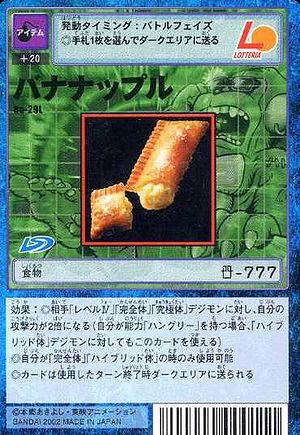 アイテム
+20
発動タイミング：バトルフェイズ
◎手札1枚を選んでダークエリアに送る
LOTTERIA
バナナップル
Bo-29L
食物
-777
効果：◎相手「レベルⅣ」「完全体」「究極体」デジモンに対し、自分の
攻撃力が2倍になる（自分が能力「ハングリー」を持つ場合、「ハイブ
リッド体」デジモンに対してもこのカードを使える）
◎自分が「完全体」「ハイブリッド体」の時のみ使用可能
◎カードは使用したターン終了時ダークエリアに送られる
©本郷あきよし・東映アニメーション
BANDAI 2002 MADE IN JAPAN